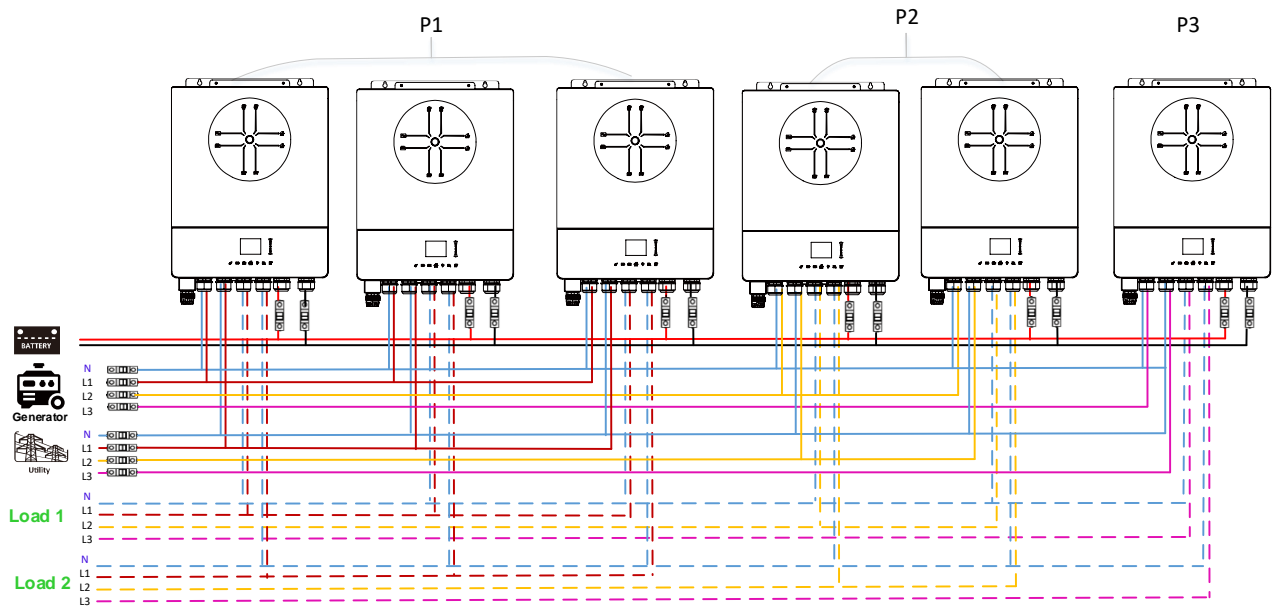 P1
P2
P3
BATTERY
N
L1
L2
L3
Generator
N
L1
L2
L3
Utility
N
L1
L2
L3
Load 1
N
L1
L2
L3
Load 2